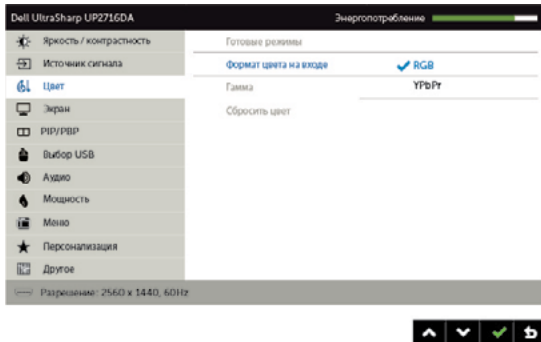 Dell UltraSharp UP2716DA
Энергопотребление
Яркость / контрастность
Готовые режимы
Источник сигнала
Формат цвета на входе
RGB
Цвет
Гамма
YPbPr
Экран
Сбросить цвет
PIP/PBP
Выбор USB
Аудио
Мощность
Меню
Персонализация
Другое
Разрешение: 2560 x 1440, 60Hz